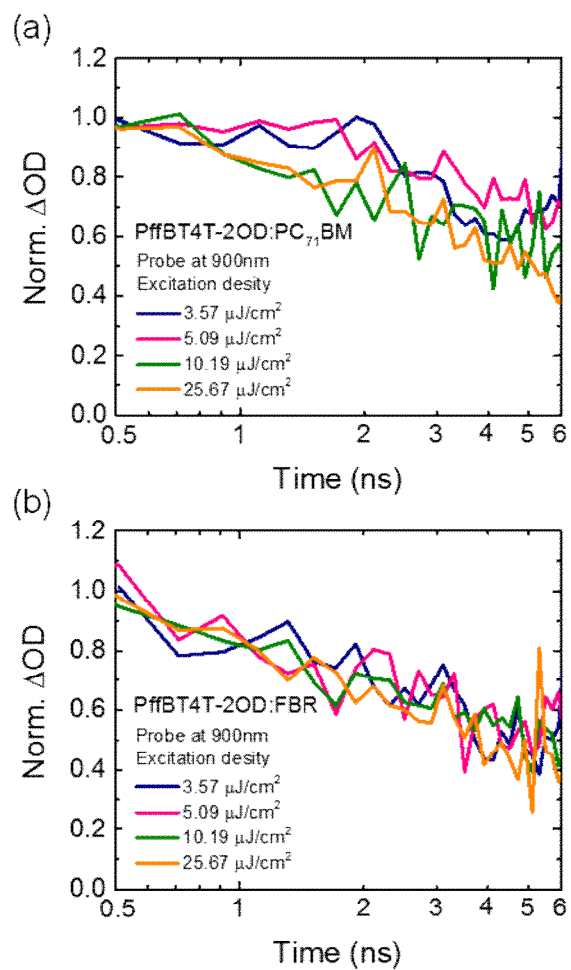 (a)
1.2
1.0
0.8
0.6
0.4
0.2
0.0
Norm. ΔOD
PffBT4T-2OD:PC71BM
Probe at 900nm
Excitation desity
3.57 μJ/cm²
5.09 μJ/cm²
10.19 μJ/cm²
25.67 μJ/cm²
0.5 1 2 3 4 5 6
Time (ns)
(b)
1.2
1.0
0.8
0.6
0.4
0.2
0.0
Norm. ΔOD
PffBT4T-2OD:FBR
Probe at 900nm
Excitation desity
3.57 μJ/cm²
5.09 μJ/cm²
10.19 μJ/cm²
25.67 μJ/cm²
0.5 1 2 3 4 5 6
Time (ns)